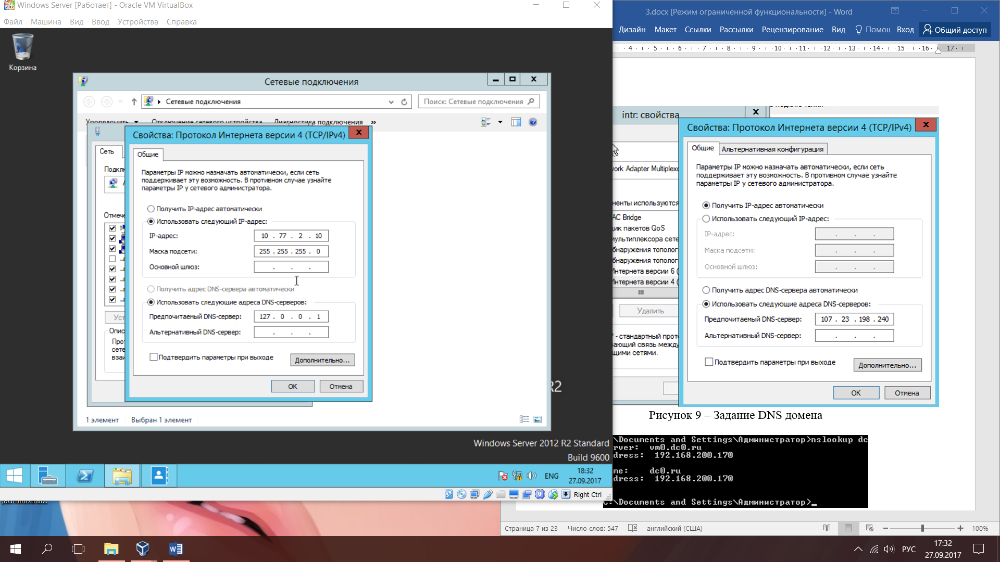 Windows Server [Работает] - Oracle VM VirtualBox
Файл Машина Вид Ввод Устройства Справка
Корзина
Сетевые подключения
Сетевые подключения
Поиск: Сетевые подключения
Упорядочить Отключение сетевого устройства Диагностика подключения »
Сеть
Подкл
Отмече
Уст
Опис
Про
сете
вза
Свойства: Протокол Интернета версии 4 (TCP/IPv4)
Общие
Параметры IP можно назначать автоматически, если сеть
поддерживает эту возможность. В противном случае узнайте
параметры IP у сетевого администратора.
Получить IP-адрес автоматически
Использовать следующий IP-адрес:
IP-адрес: 10 . 77 . 2 . 10
Маска подсети: 255 . 255 . 255 . 0
Основной шлюз: . . .
Получить адрес DNS-сервера автоматически
Использовать следующие адреса DNS-серверов:
Предпочитаемый DNS-сервер: 127 . 0 . 0 . 1
Альтернативный DNS-сервер: . . .
Подтвердить параметры при выходе
Дополнительно...
OK Отмена
1 элемент Выбран 1 элемент
R2
Windows Server 2012 R2 Standard
Build 9600
ENG
18:32
27.09.2017
Right Ctrl
(administrat...
3.docx [Режим ограниченной функциональности] - Word
Дизайн Макет Ссылки Рассылки Рецензирование Вид Помощ Вход Общий доступ
4 5 6 7 8 9 10 11 12 13 14 15 16 17
intr: свойства
ork Adapter Multiplexo
ненты используются
AC Bridge
ик пакетов QoS
ультиплексора сете
бнаружения тополог
бнаружения тополог
Интернета версии 6 (
Интернета версии 4 (
Удалить
- стандартный прото
ающий связь между
щими сетями.
Свойства: Протокол Интернета версии 4 (TCP/IPv4)
Общие Альтернативная конфигурация
Параметры IP можно назначать автоматически, если сеть
поддерживает эту возможность. В противном случае узнайте
параметры IP у сетевого администратора.
Получить IP-адрес автоматически
Использовать следующий IP-адрес:
IP-адрес: . . .
Маска подсети: . . .
Основной шлюз: . . .
Получить адрес DNS-сервера автоматически
Использовать следующие адреса DNS-серверов:
Предпочитаемый DNS-сервер: 107 . 23 . 198 . 240
Альтернативный DNS-сервер: . . .
Подтвердить параметры при выходе
Дополнительно...
OK Отмена
Рисунок 9 – Задание DNS домена
\Documents and Settings\Администратор>nslookup dc
rver: vm0.dc0.ru
dress: 192.168.200.170
me: dc0.ru
dress: 192.168.200.170
C:\Documents and Settings\Администратор>_
Страница 7 из 23 Число слов: 547 английский (США) 100%
РУС
17:32
27.09.2017